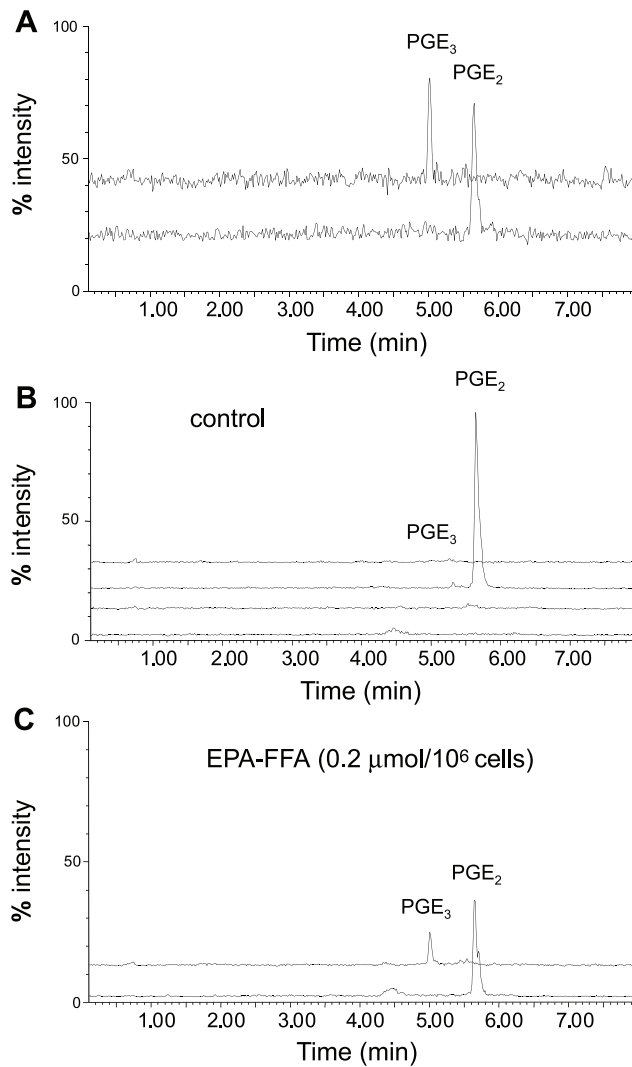 A
100
PGE₃
PGE₂
% intensity
50
0
1.00 2.00 3.00 4.00 5.00 6.00 7.00
Time (min)
B
100
control
PGE₂
PGE₃
% intensity
50
0
1.00 2.00 3.00 4.00 5.00 6.00 7.00
Time (min)
C
100
EPA-FFA (0.2 μmol/10⁶ cells)
PGE₃
PGE₂
% intensity
50
0
1.00 2.00 3.00 4.00 5.00 6.00 7.00
Time (min)